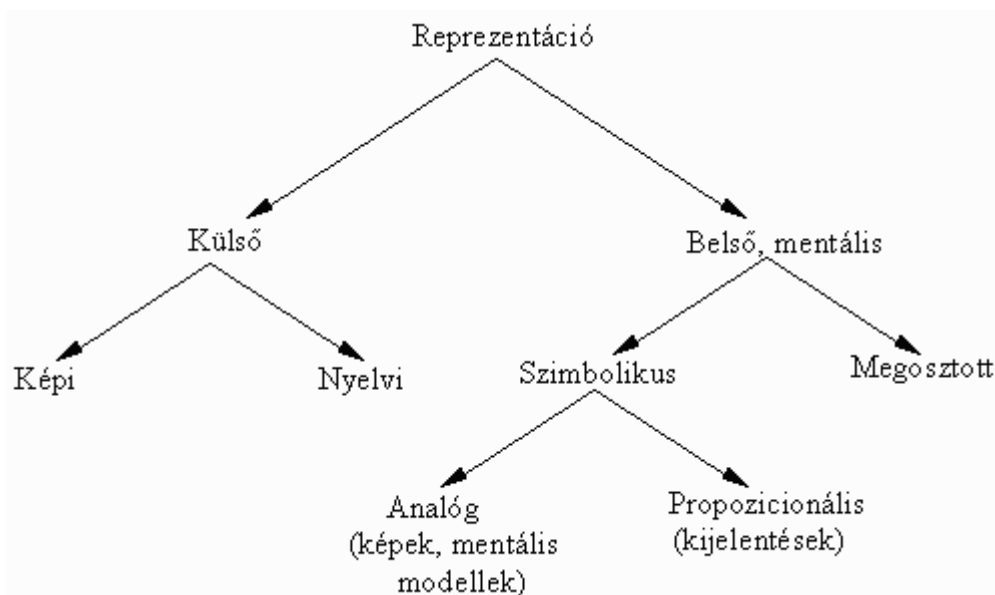 Reprezentáció
Külső
Belső, mentális
Képi
Nyelvi
Szimbolikus
Megosztott
Analóg
(képek, mentális
modellek)
Propozicionális
(kijelentések)